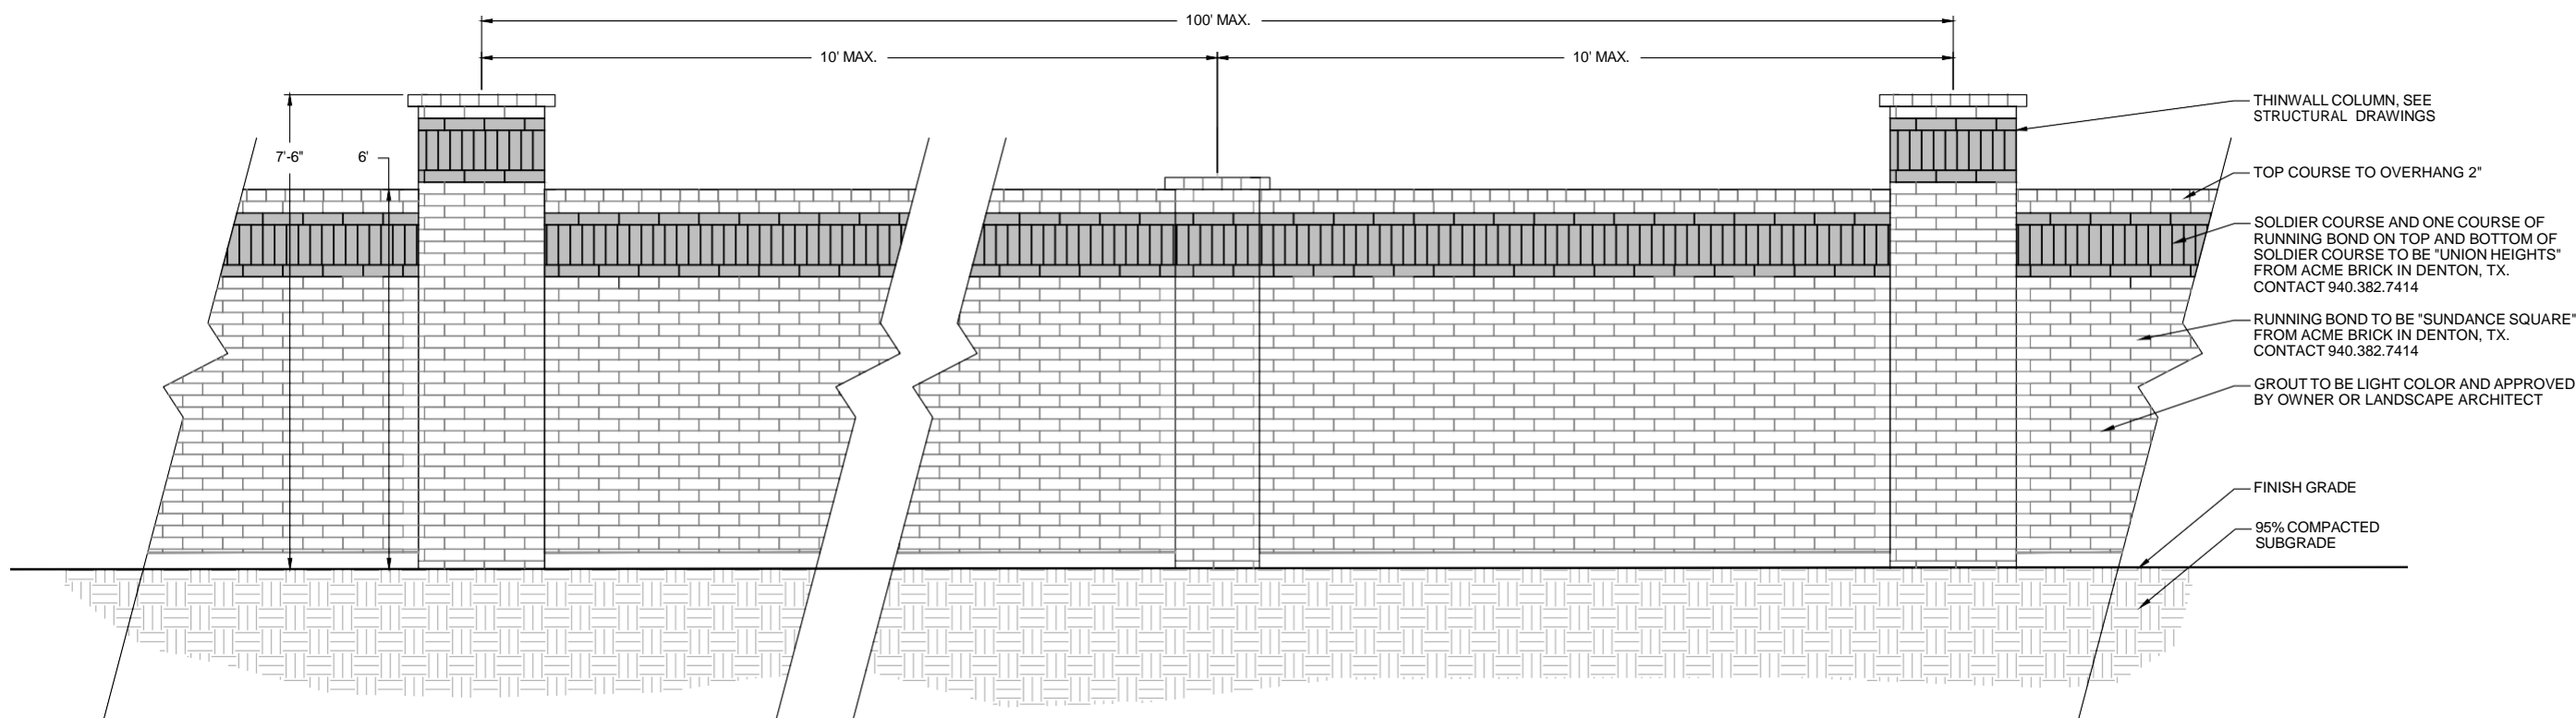 100' MAX.
10' MAX.
10' MAX.
7'-6"
6'
THINWALL COLUMN, SEE
STRUCTURAL DRAWINGS
TOP COURSE TO OVERHANG 2"
SOLDIER COURSE AND ONE COURSE OF
RUNNING BOND ON TOP AND BOTTOM OF
SOLDIER COURSE TO BE "UNION HEIGHTS"
FROM ACME BRICK IN DENTON, TX.
CONTACT 940.382.7414
RUNNING BOND TO BE "SUNDANCE SQUARE"
FROM ACME BRICK IN DENTON, TX.
CONTACT 940.382.7414
GROUT TO BE LIGHT COLOR AND APPROVED
BY OWNER OR LANDSCAPE ARCHITECT
FINISH GRADE
95% COMPACTED
SUBGRADE